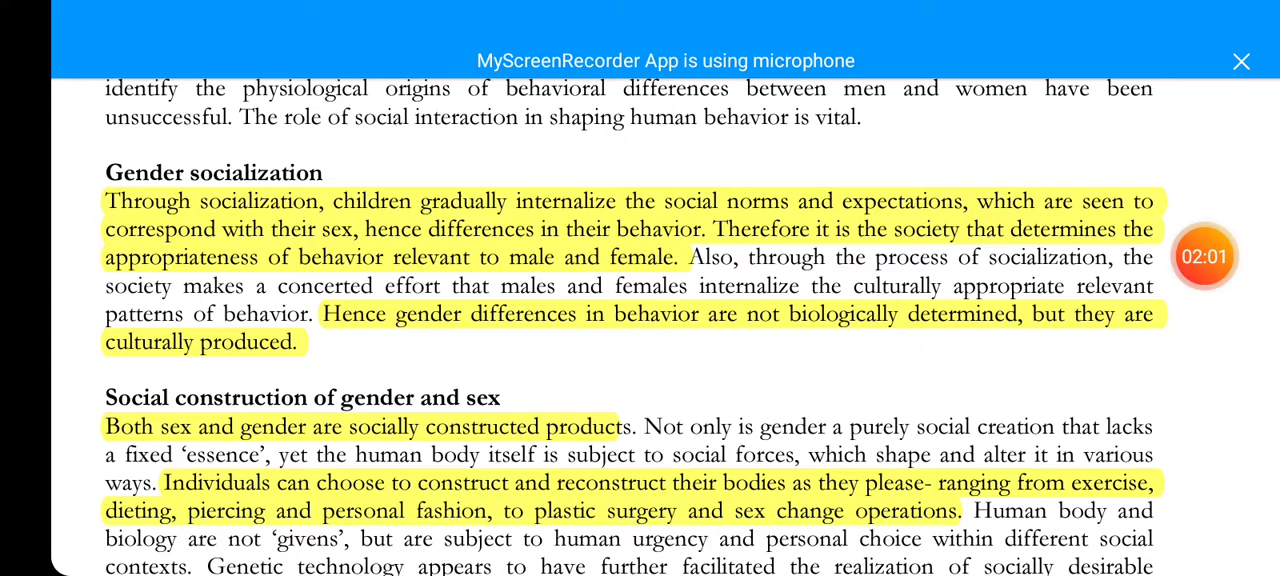 MyScreenRecorder App is using microphone
identify the physiological origins of behavioral differences between men and women have been
unsuccessful. The role of social interaction in shaping human behavior is vital.
Gender socialization
Through socialization, children gradually internalize the social norms and expectations, which are seen to
correspond with their sex, hence differences in their behavior. Therefore it is the society that determines the
appropriateness of behavior relevant to male and female. Also, through the process of socialization, the
society makes a concerted effort that males and females internalize the culturally appropriate relevant
patterns of behavior. Hence gender differences in behavior are not biologically determined, but they are
culturally produced.
02:01
Social construction of gender and sex
Both sex and gender are socially constructed products. Not only is gender a purely social creation that lacks
a fixed ‘essence’, yet the human body itself is subject to social forces, which shape and alter it in various
ways. Individuals can choose to construct and reconstruct their bodies as they please- ranging from exercise,
dieting, piercing and personal fashion, to plastic surgery and sex change operations. Human body and
biology are not ‘givens’, but are subject to human urgency and personal choice within different social
contexts. Genetic technology appears to have further facilitated the realization of socially desirable